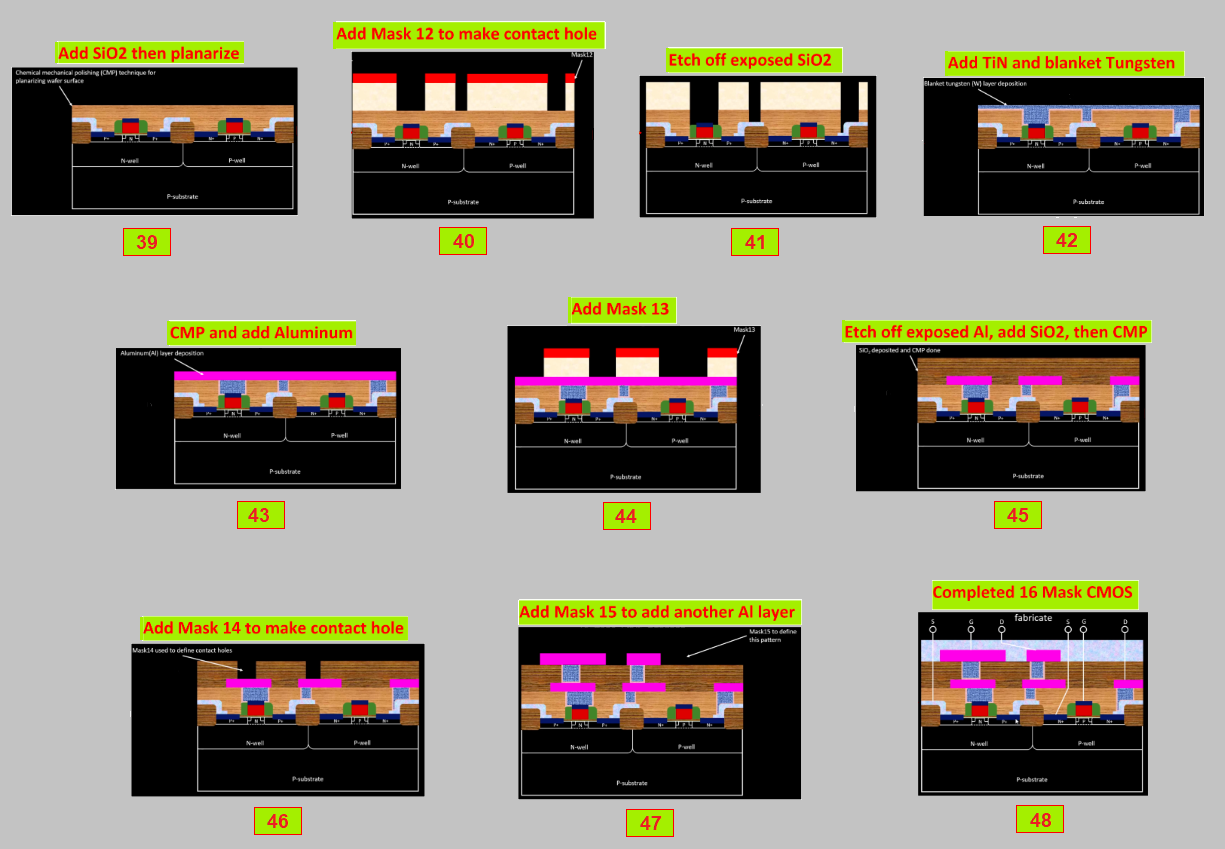 Add SiO2 then planarize
Chemical mechanical polishing (CMP) technique for
planarizing wafer surface
P+ N P+ N+ P N+
N-well P-well
P-substrate
39
Add Mask 12 to make contact hole
Mask12
P+ N P+ N+ P N+
N-well P-well
P-substrate
40
Etch off exposed SiO2
P+ N P+ N+ P N+
N-well P-well
P-substrate
41
Add TiN and blanket Tungsten
Blanket tungsten (W) layer deposition
P+ N P+ N+ P N+
N-well P-well
P-substrate
42
CMP and add Aluminum
Aluminum(Al) layer deposition
P+ N P+ N+ P N+
N-well P-well
P-substrate
43
Add Mask 13
Mask13
P+ N P+ N+ P N+
N-well P-well
P-substrate
44
Etch off exposed Al, add SiO2, then CMP
SiO2 deposited and CMP done
P+ N P+ N+ P N+
N-well P-well
P-substrate
45
Add Mask 14 to make contact hole
Mask14 used to define contact holes
P+ N P+ N+ P N+
N-well P-well
P-substrate
46
Add Mask 15 to add another Al layer
Mask15 to define
this pattern
P+ N P+ N+ P N+
N-well P-well
P-substrate
47
Completed 16 Mask CMOS
fabricate
S G D S G D
P+ N P+ N+ P N+
N-well P-well
P-substrate
48